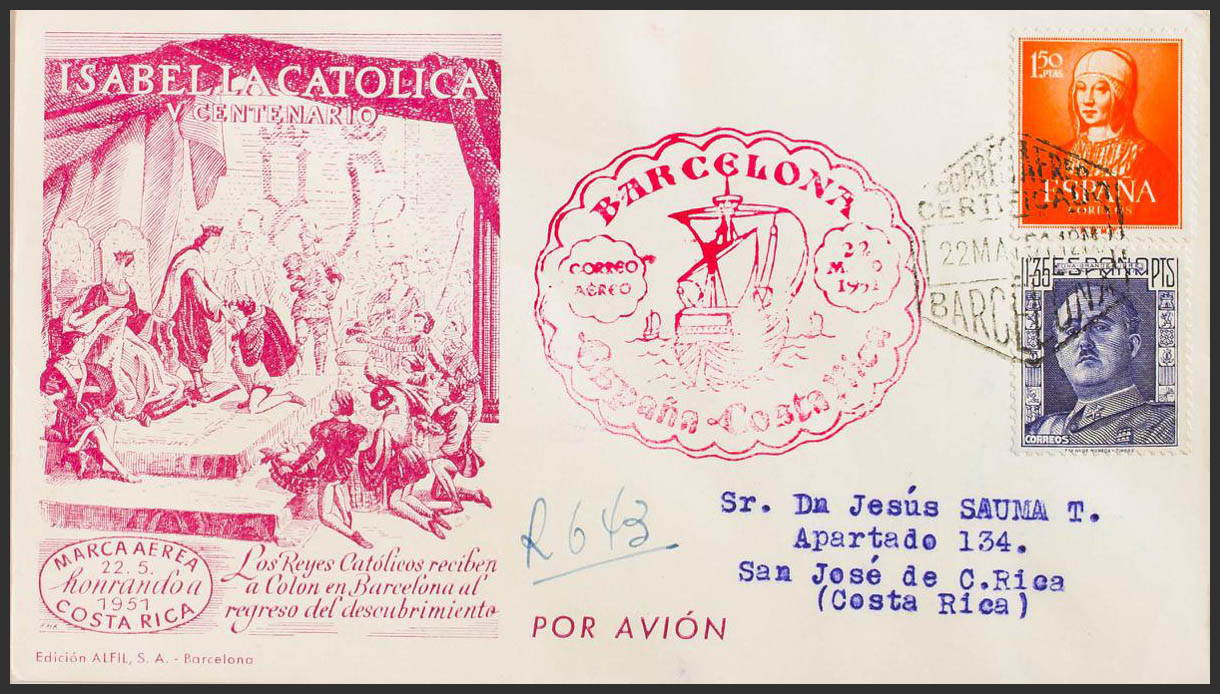 ISABEL LA CATOLICA
V CENTENARIO
MARCA AEREA
22. 5.
honrando a
1951
COSTA RICA
Los Reyes Católicos reciben
a Colon en Barcelona al
regreso del descubrimiento
Edición ALFIL, S. A. - Barcelona
BARCELONA
CORREO
AEREO
22
MAYO
1951
España-Costa Rica
R 643
POR AVIÓN
1'50
PTAS
ESPAÑA
CORREOS
CORREO AEREO
CERTIFICADO
22 MAY
BARCELONA
1'35 ESPAÑA PTS
CORREOS
Sr. Dn Jesús SAUMA T.
Apartado 134.
San José de C.Rica
(Costa Rica)